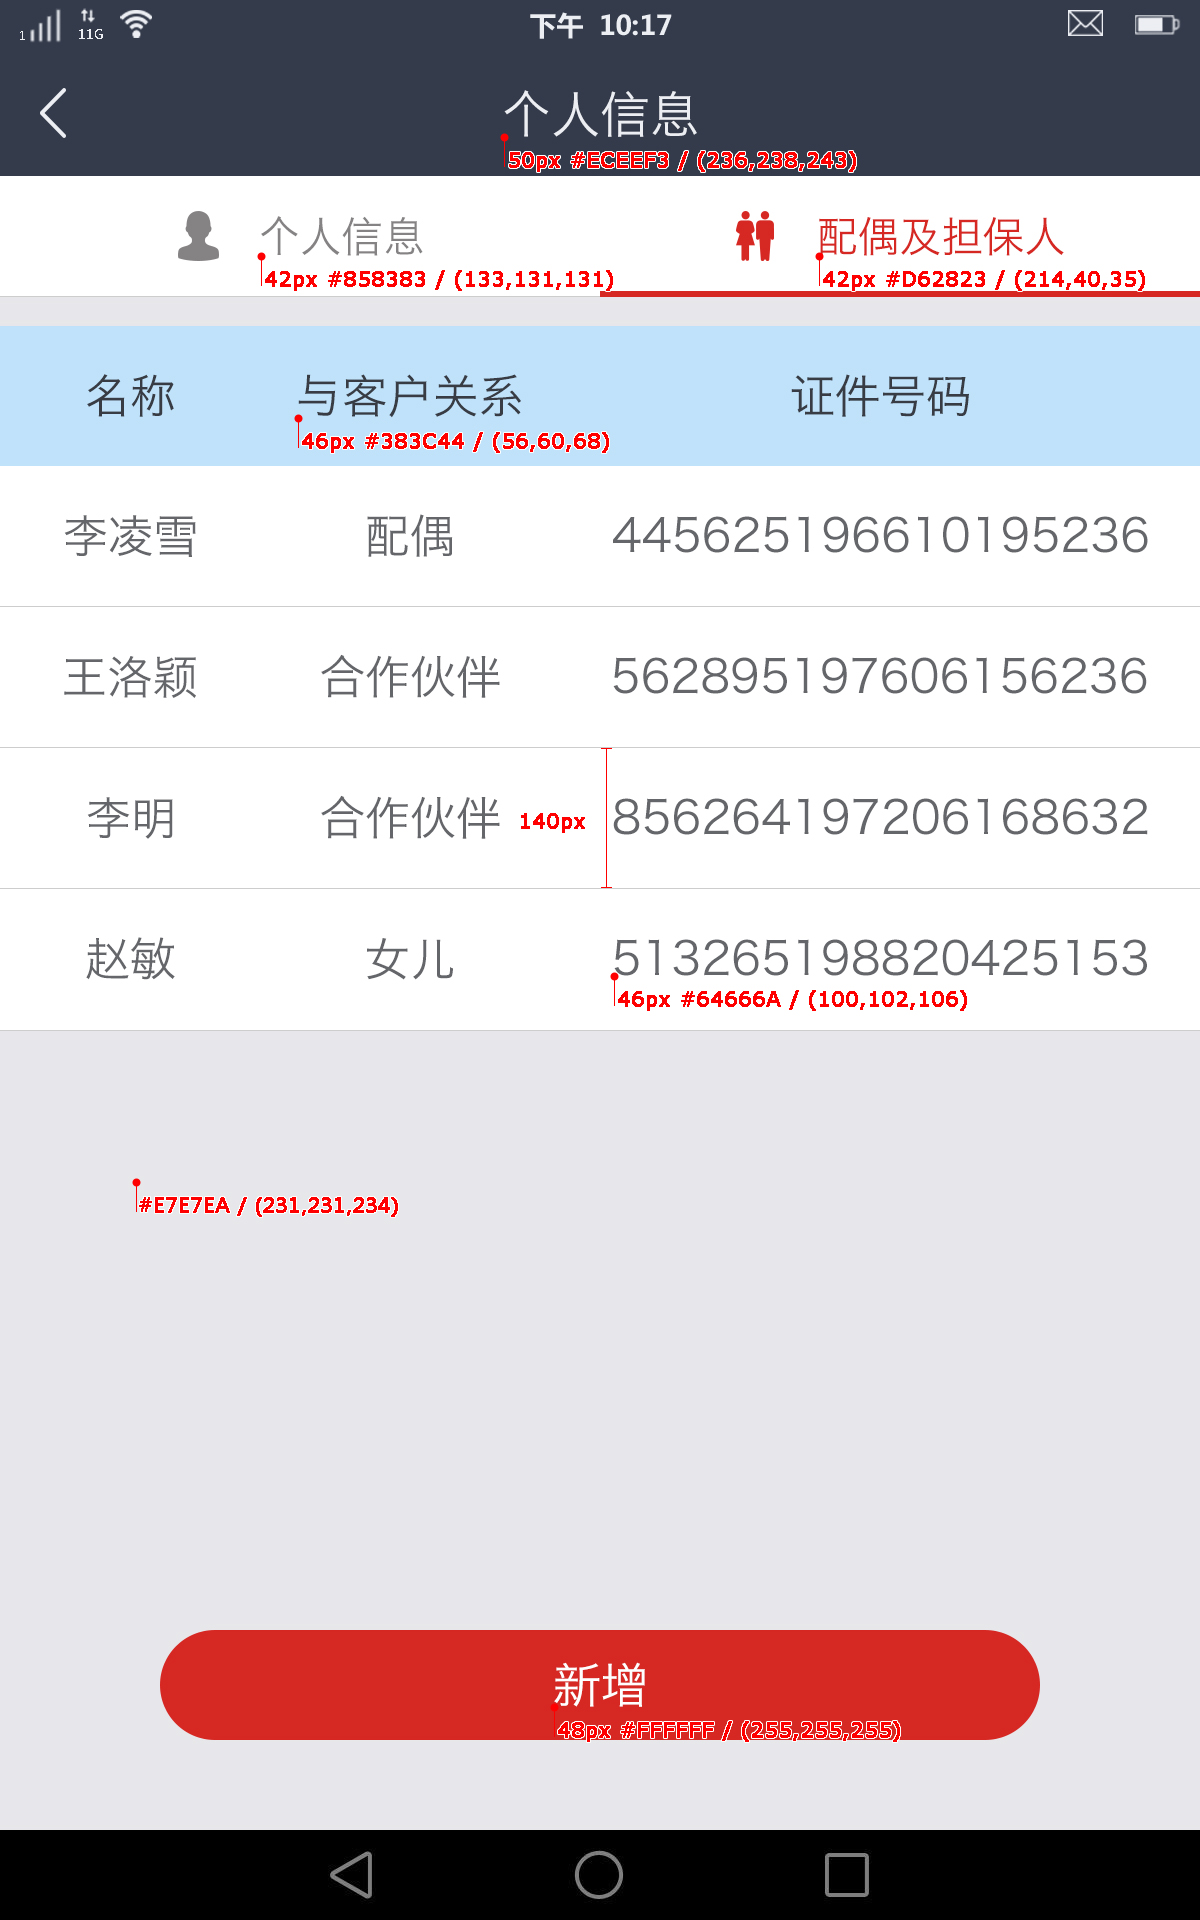 1 11G 下午 10:17
个人信息
50px #ECEEF3 / (236,238,243)
个人信息 配偶及担保人
42px #858383 / (133,131,131) 42px #D62823 / (214,40,35)
名称 与客户关系 证件号码
46px #383C44 / (56,60,68)
李凌雪 配偶 445625196610195236
王洛颖 合作伙伴 562895197606156236
李明 合作伙伴 140px 856264197206168632
赵敏 女儿 513265198820425153
46px #64666A / (100,102,106)
#E7E7EA / (231,231,234)
新增
48px #FFFFFF / (255,255,255)